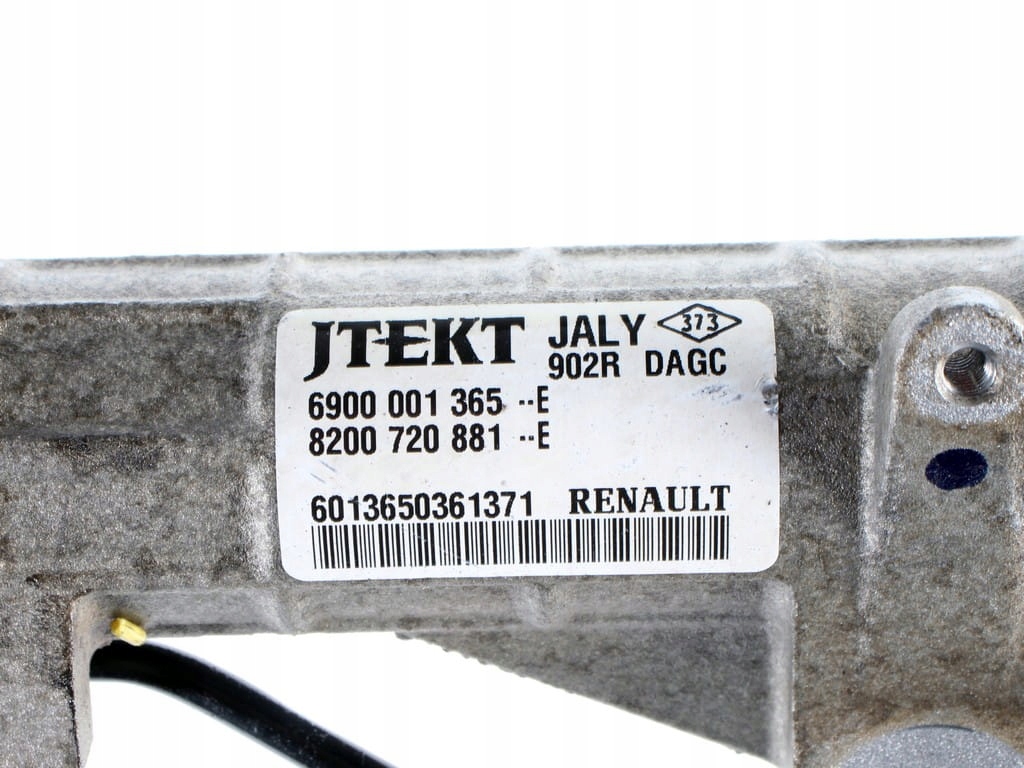 JTEKT JALY 373
902R DAGC
6900 001 365 --E
8200 720 881 --E
6013650361371 RENAULT